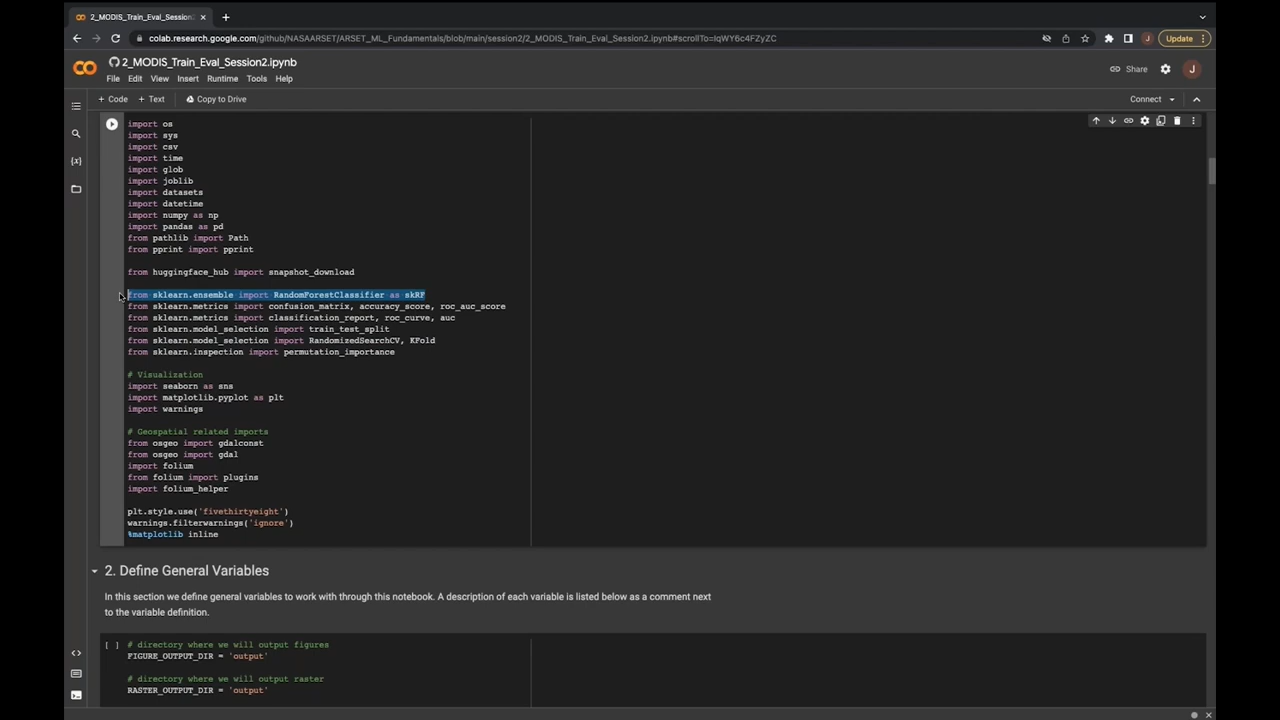 2_MODIS_Train_Eval_Session2
colab.research.google.com/github/NASAARSET/ARSET_ML_Fundamentals/blob/main/session2/2_MODIS_Train_Eval_Session2.ipynb#scrollTo=IqWY6c4FZyZC
J
Update
2_MODIS_Train_Eval_Session2.ipynb
File Edit View Insert Runtime Tools Help
Share
J
+ Code + Text Copy to Drive
Connect
import os
import sys
import csv
import time
import glob
import joblib
import datasets
import datetime
import numpy as np
import pandas as pd
from pathlib import Path
from pprint import pprint
from huggingface_hub import snapshot_download
from sklearn.ensemble import RandomForestClassifier as skRF
from sklearn.metrics import confusion_matrix, accuracy_score, roc_auc_score
from sklearn.metrics import classification_report, roc_curve, auc
from sklearn.model_selection import train_test_split
from sklearn.model_selection import RandomizedSearchCV, KFold
from sklearn.inspection import permutation_importance
# Visualization
import seaborn as sns
import matplotlib.pyplot as plt
import warnings
# Geospatial related imports
from osgeo import gdalconst
from osgeo import gdal
import folium
from folium import plugins
import folium_helper
plt.style.use('fivethirtyeight')
warnings.filterwarnings('ignore')
%matplotlib inline
2. Define General Variables
In this section we define general variables to work with through this notebook. A description of each variable is listed below as a comment next
to the variable definition.
[ ] # directory where we will output figures
FIGURE_OUTPUT_DIR = 'output'
# directory where we will output raster
RASTER_OUTPUT_DIR = 'output'